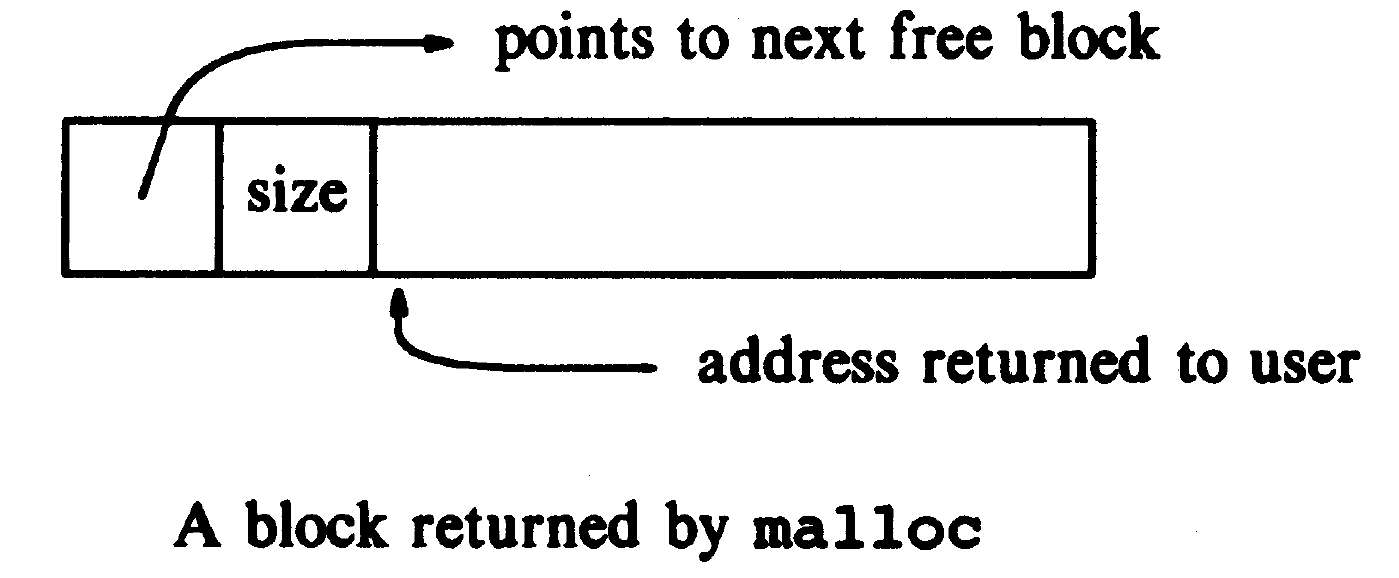 points to next free block
size
address returned to user
A block returned by malloc